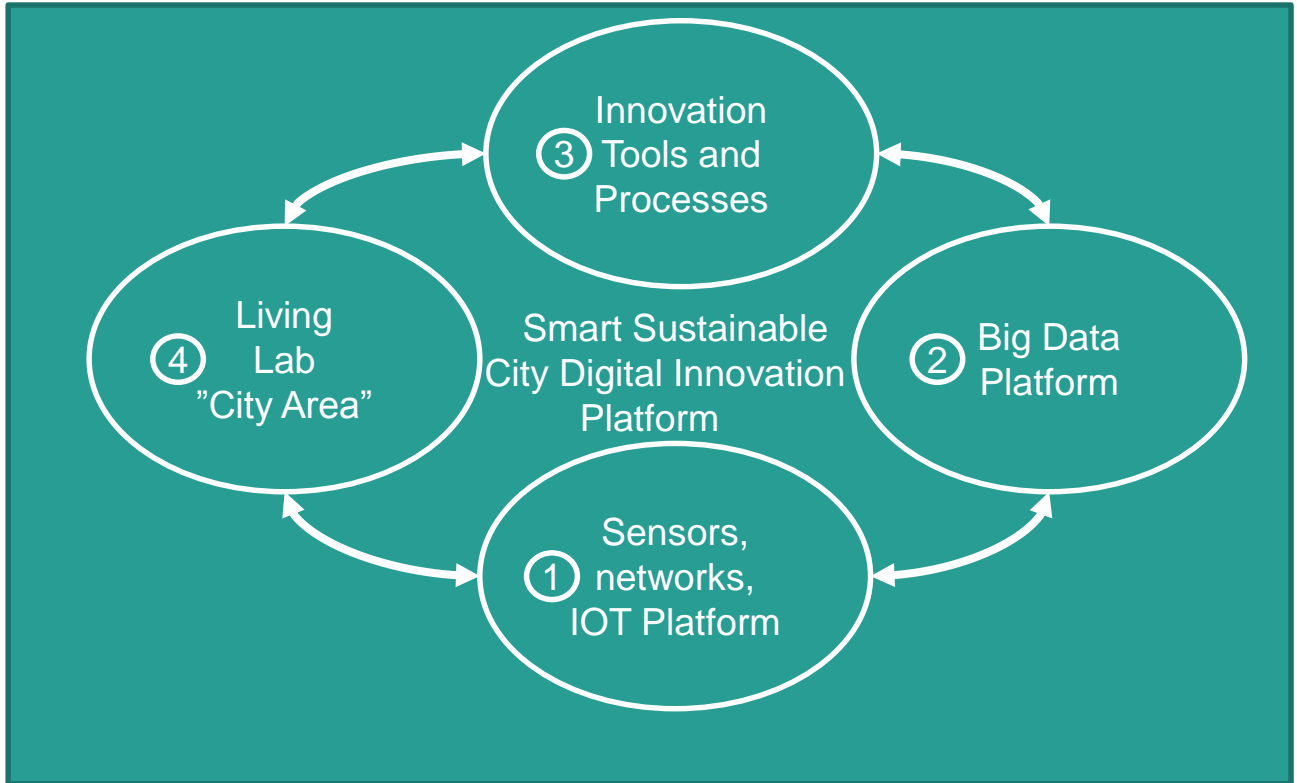 Innovation
3 Tools and
Processes
Living
4 Lab
”City Area”
Smart Sustainable
City Digital Innovation
Platform
2 Big Data
Platform
Sensors,
1 networks,
IOT Platform